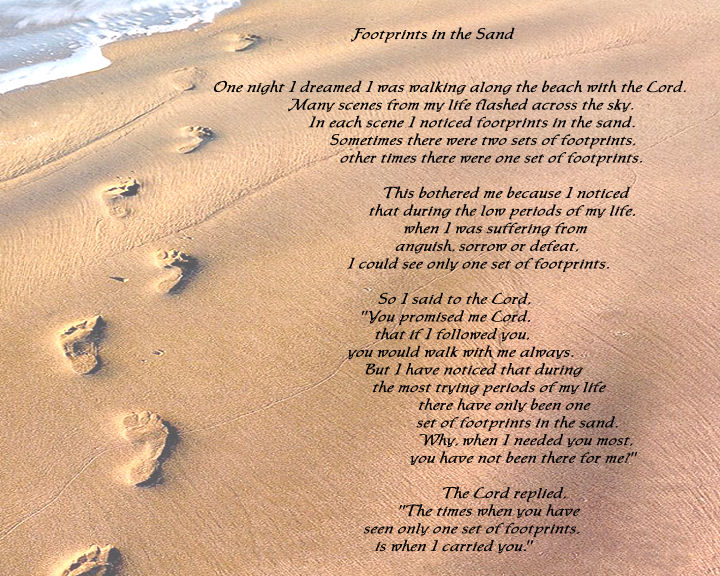 Footprints in the Sand
One night I dreamed I was walking along the beach with the Lord.
Many scenes from my life flashed across the sky.
In each scene I noticed footprints in the sand.
Sometimes there were two sets of footprints,
other times there were one set of footprints.
This bothered me because I noticed
that during the low periods of my life,
when I was suffering from
anguish, sorrow or defeat,
I could see only one set of footprints.
So I said to the Lord,
"You promised me Lord,
that if I followed you,
you would walk with me always.
But I have noticed that during
the most trying periods of my life
there have only been one
set of footprints in the sand.
Why, when I needed you most,
you have not been there for me?"
The Lord replied,
"The times when you have
seen only one set of footprints,
is when I carried you."